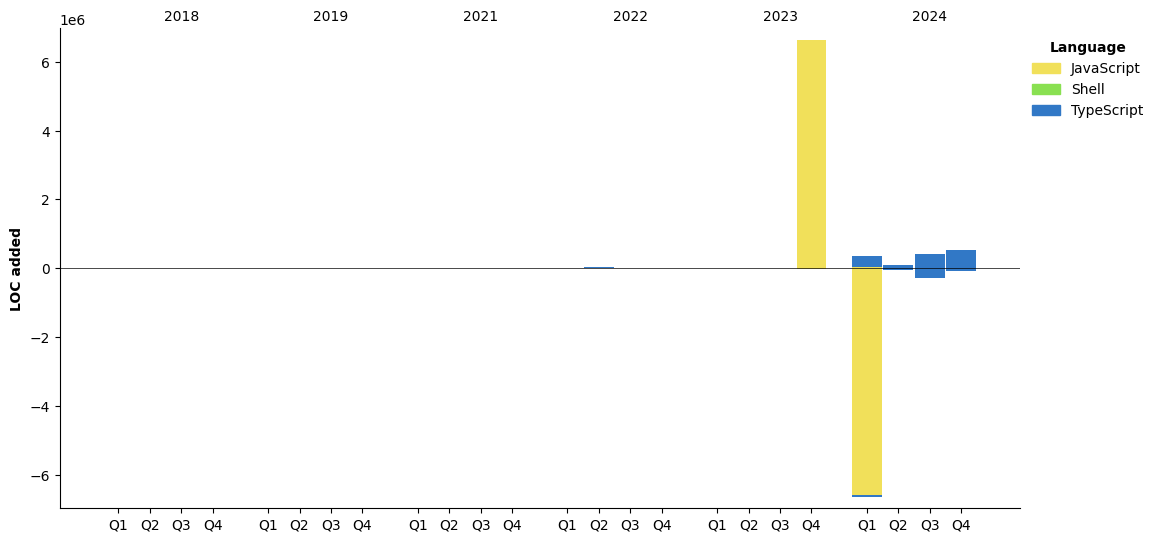 1e6
2018 2019 2021 2022 2023 2024
Language
JavaScript
Shell
TypeScript
LOC added
6
4
2
0
−2
−4
−6
Q1 Q2 Q3 Q4 Q1 Q2 Q3 Q4 Q1 Q2 Q3 Q4 Q1 Q2 Q3 Q4 Q1 Q2 Q3 Q4 Q1 Q2 Q3 Q4